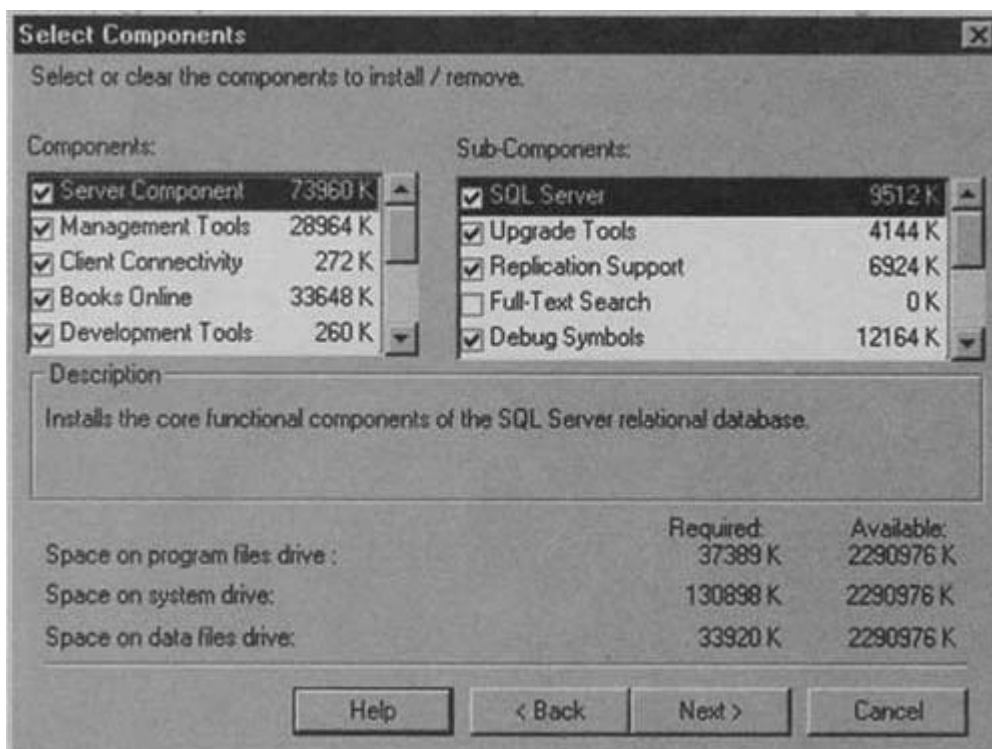 Select Components
Select or clear the components to install / remove.
Components:
Server Component 73960 K
Management Tools 28964 K
Client Connectivity 272 K
Books Online 33648 K
Development Tools 260 K
Sub-Components:
SQL Server 9512 K
Upgrade Tools 4144 K
Replication Support 6924 K
Full-Text Search 0 K
Debug Symbols 12164 K
Description
Installs the core functional components of the SQL Server relational database.
Required: Available:
Space on program files drive : 37389 K 2290976 K
Space on system drive: 130898 K 2290976 K
Space on data files drive: 33920 K 2290976 K
Help < Back Next > Cancel